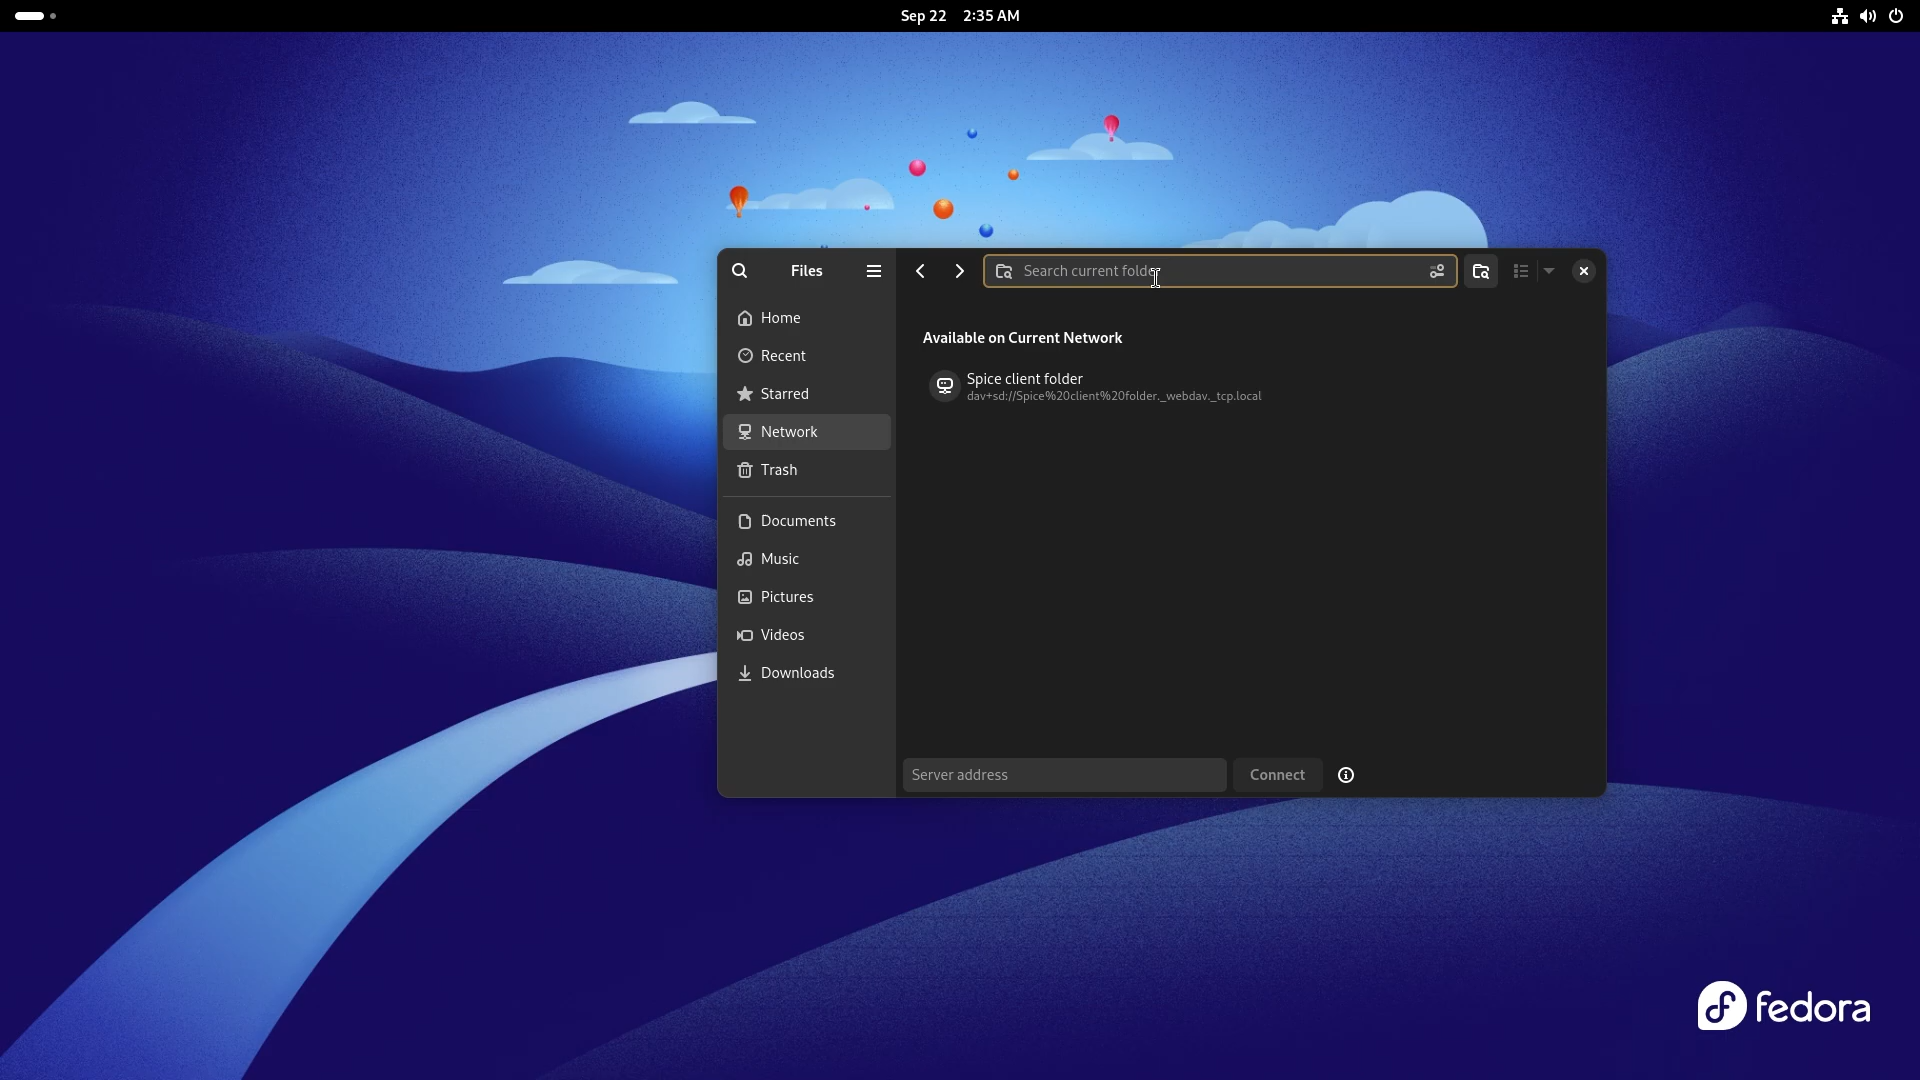 Sep 22 2:35 AM
Files
Search current folder
Home
Recent
Starred
Network
Trash
Documents
Music
Pictures
Videos
Downloads
Available on Current Network
Spice client folder
dav+sd://Spice%20client%20folder._webdav._tcp.local
Server address
Connect
fedora